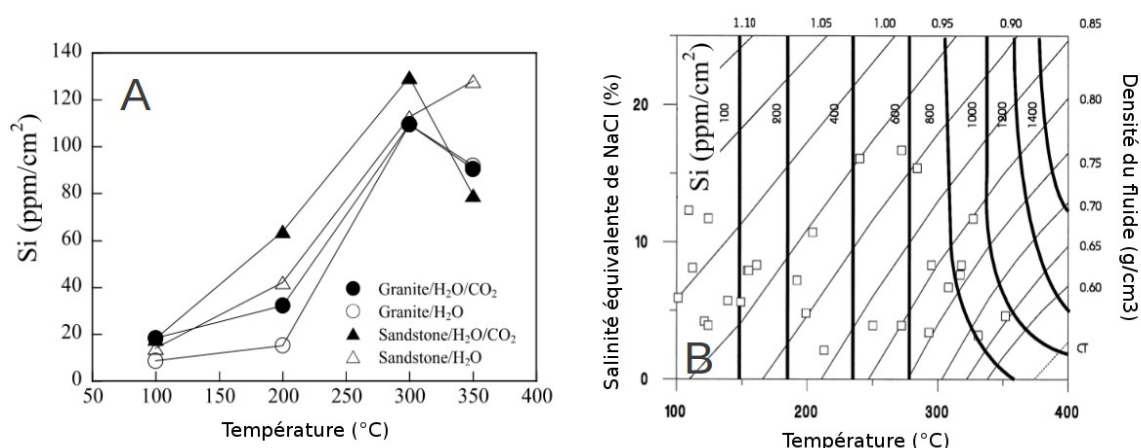 A
140
120
100
80
60
40
20
0
Si (ppm/cm²)
50 100 150 200 250 300 350 400
Température (°C)
Granite/H₂O/CO₂
Granite/H₂O
Sandstone/H₂O/CO₂
Sandstone/H₂O
B
1.10 1.05 1.00 0.95 0.90 0.85
Salinité équivalente de NaCl (%)
Si (ppm/cm²)
20
10
0
100 200 400 600 800 1000 1200 1400
0.80
0.75
0.70
0.65
0.60
CT
Densité du fluide (g/cm3)
100 200 300 400
Température (°C)